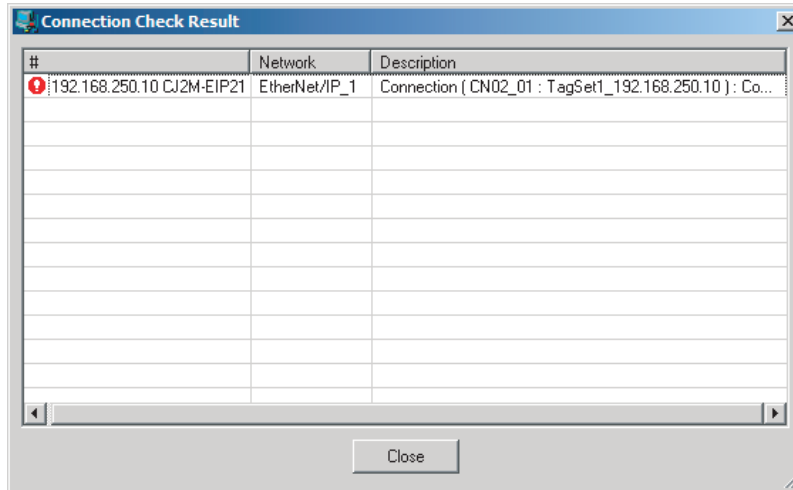 Connection Check Result
# Network Description
192.168.250.10 CJ2M-EIP21 EtherNet/IP_1 Connection ( CN02_01 : TagSet1_192.168.250.10 ) : Co...
Close